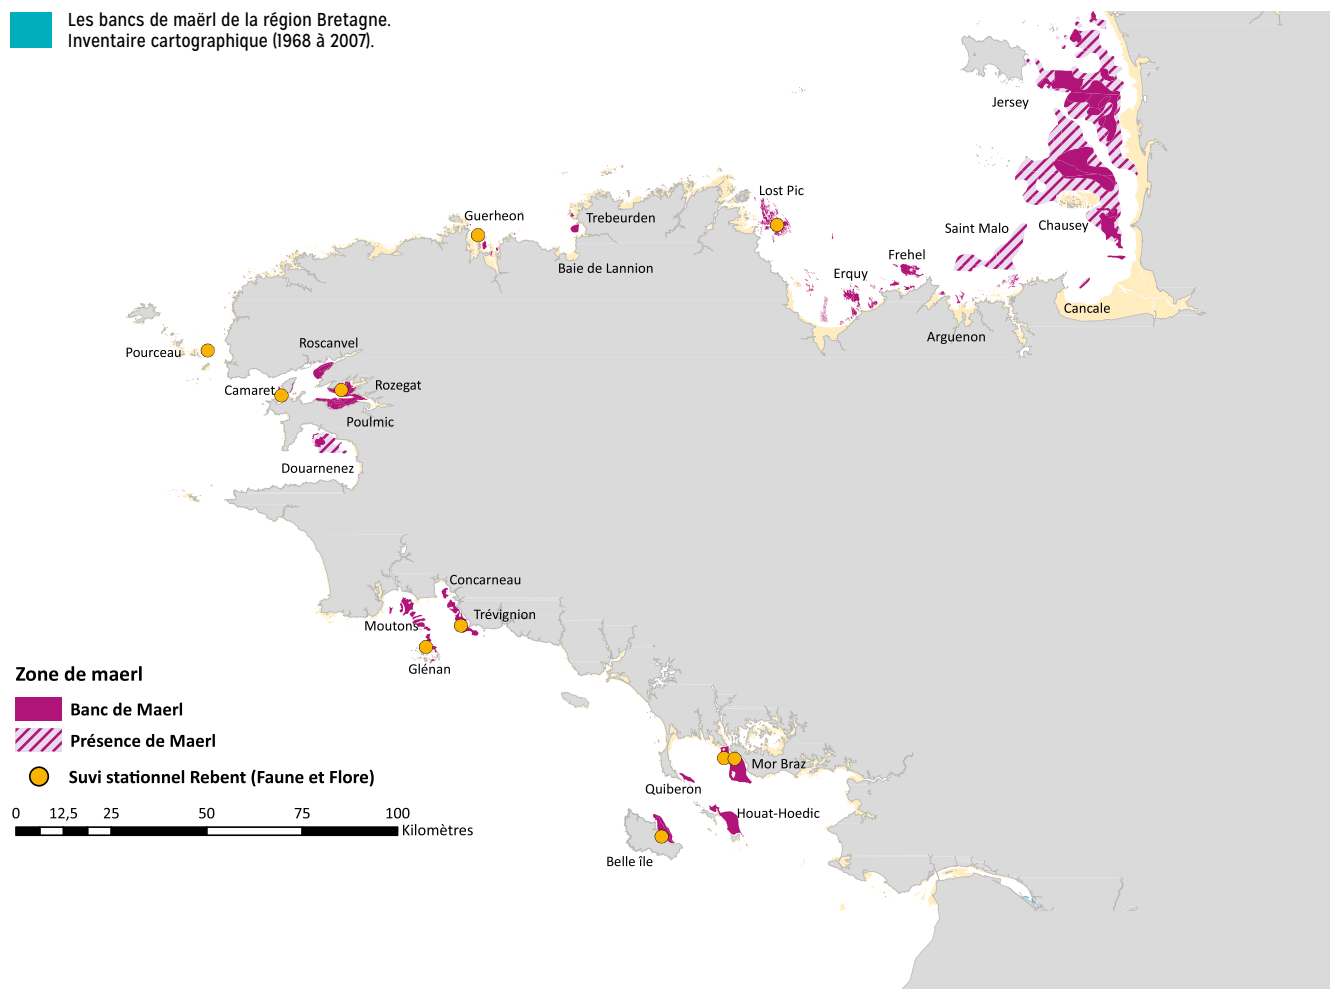 Les bancs de maërl de la région Bretagne.
Inventaire cartographique (1968 à 2007).
Jersey
Lost Pic
Guerheon
Trebeurden
Saint Malo
Chausey
Frehel
Baie de Lannion
Erquy
Cancale
Arguenon
Roscanvel
Pourceau
Camaret
Rozegat
Poulmic
Douarnenez
Concarneau
Trévignion
Moutons
Glénan
Zone de maerl
Banc de Maerl
Présence de Maerl
Suvi stationnel Rebent (Faune et Flore)
Mor Braz
Quiberon
Houat-Hoedic
Belle île
0 12,5 25 50 75 100
Kilomètres